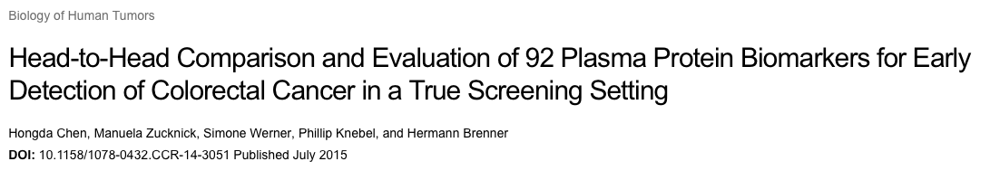 Biology of Human Tumors
Head-to-Head Comparison and Evaluation of 92 Plasma Protein Biomarkers for Early
Detection of Colorectal Cancer in a True Screening Setting
Hongda Chen, Manuela Zucknick, Simone Werner, Phillip Knebel, and Hermann Brenner
DOI: 10.1158/1078-0432.CCR-14-3051 Published July 2015